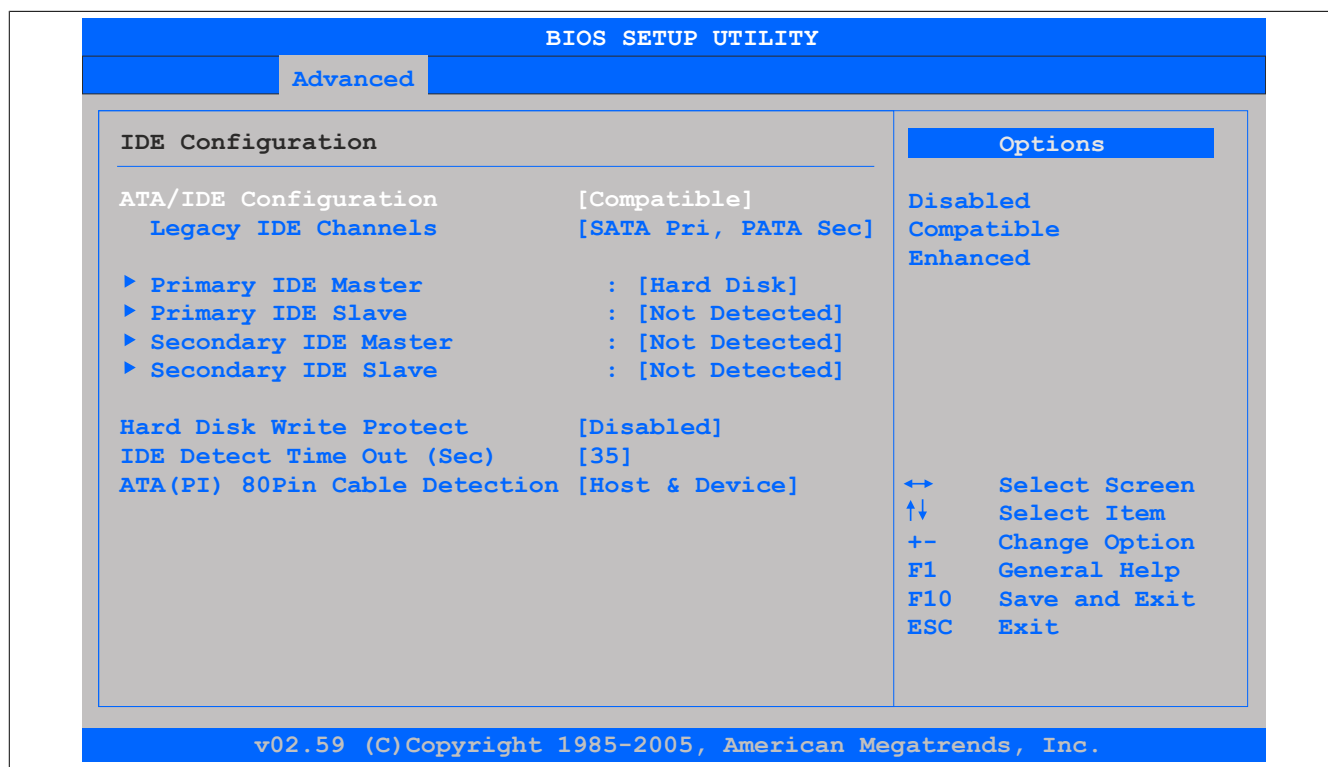 BIOS SETUP UTILITY
Advanced
IDE Configuration
ATA/IDE Configuration [Compatible]
Legacy IDE Channels [SATA Pri, PATA Sec]
Primary IDE Master : [Hard Disk]
Primary IDE Slave : [Not Detected]
Secondary IDE Master : [Not Detected]
Secondary IDE Slave : [Not Detected]
Hard Disk Write Protect [Disabled]
IDE Detect Time Out (Sec) [35]
ATA(PI) 80Pin Cable Detection [Host & Device]
Options
Disabled
Compatible
Enhanced
↔ Select Screen
↑↓ Select Item
+- Change Option
F1 General Help
F10 Save and Exit
ESC Exit
v02.59 (C)Copyright 1985-2005, American Megatrends, Inc.